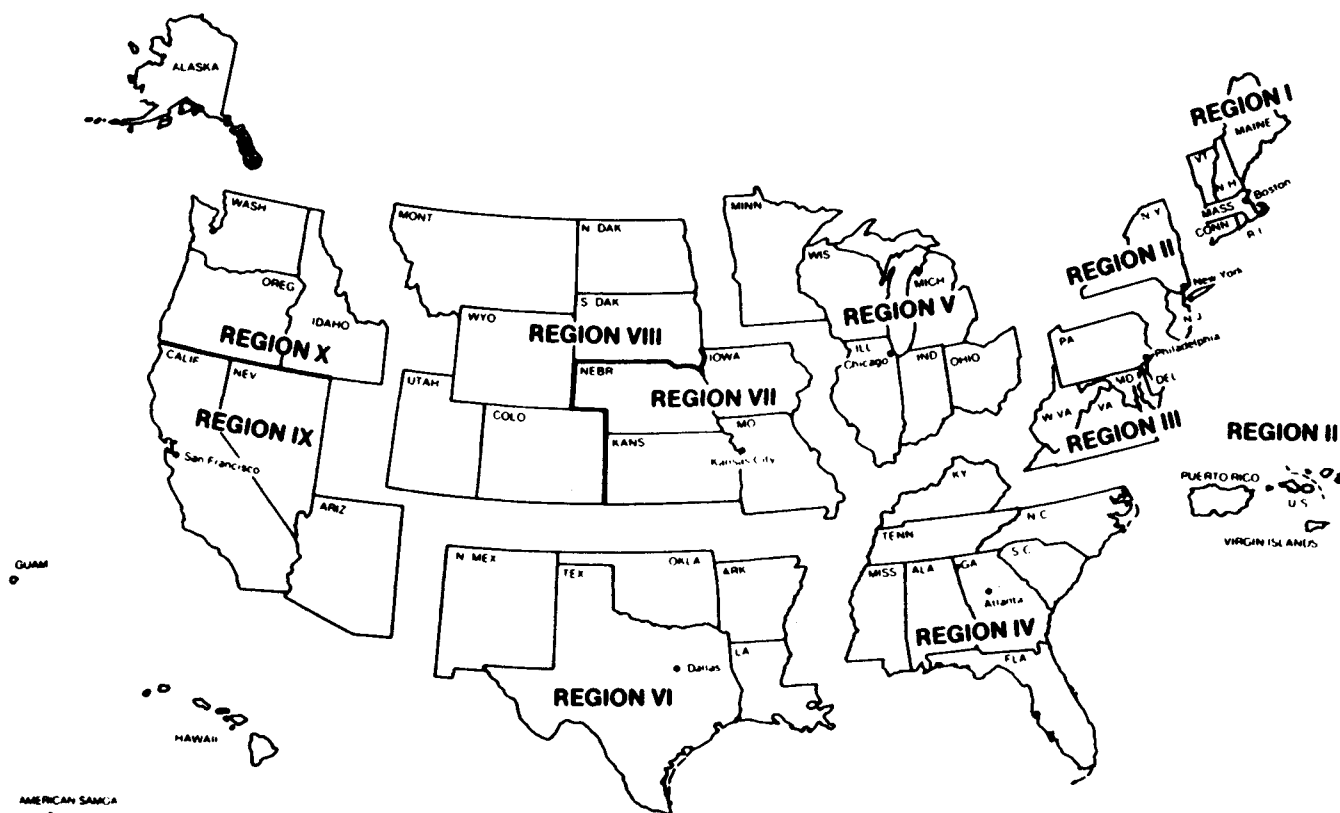 ALASKA
REGION I
MAINE
VT
N H
Boston
MASS
CONN
R I
WASH
MONT
N DAK
MINN
WIS
MICH
N Y
REGION II
New York
N J
OREG
IDAHO
S DAK
WYO
REGION VIII
REGION V
REGION X
CALIF
NEV
UTAH
NEBR
IOWA
ILL
Chicago
IND
OHIO
PA
Philadelphia
MD
DEL
REGION VII
COLO
W VA
VA
REGION III
REGION IX
San Francisco
KANS
MO
Kansas City
REGION II
PUERTO RICO
U S
VIRGIN ISLANDS
KY
ARIZ
TENN
N C
S C
GUAM
N MEX
TEX
OKLA
ARK
MISS
ALA
GA
Atlanta
REGION IV
LA
Dallas
FLA
REGION VI
HAWAII
AMERICAN SAMOA